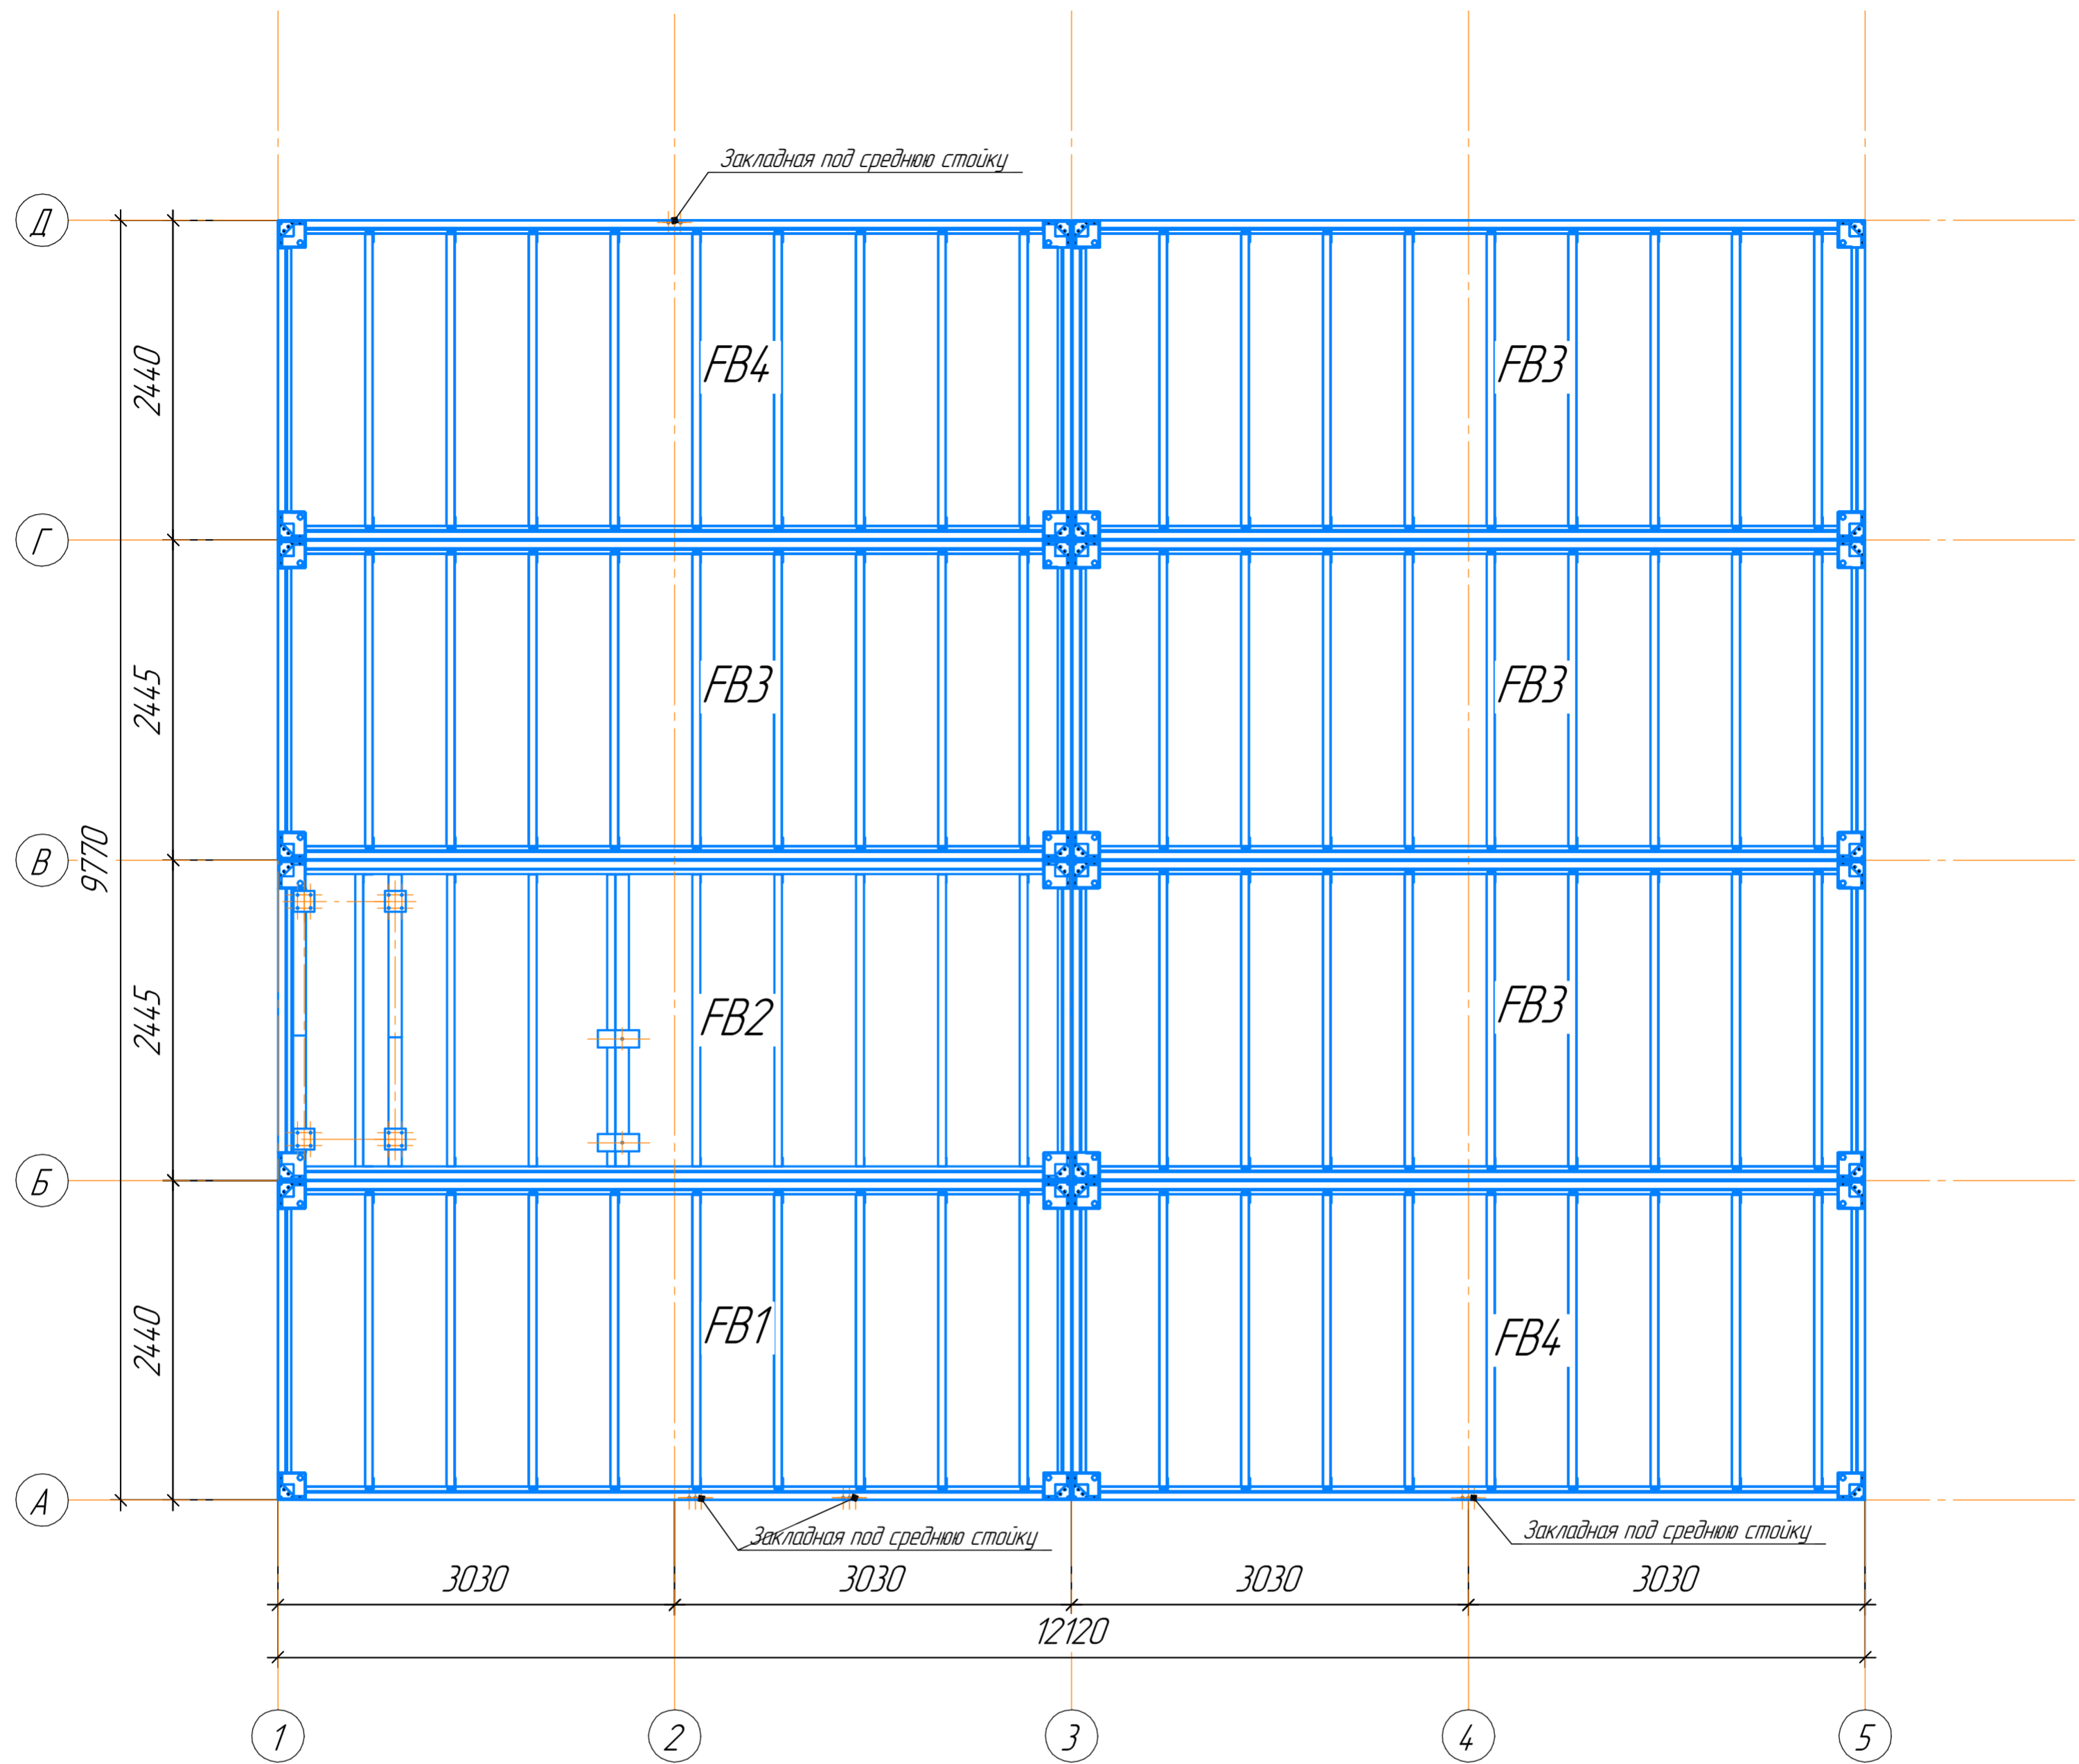 Закладная под среднюю стойку
Д
2440
FB4
FB3
Г
2445
FB3
FB3
9770
В
2445
FB2
FB3
Б
2440
FB1
FB4
А
Закладная под среднюю стойку
Закладная под среднюю стойку
3030
3030
3030
3030
12120
1
2
3
4
5